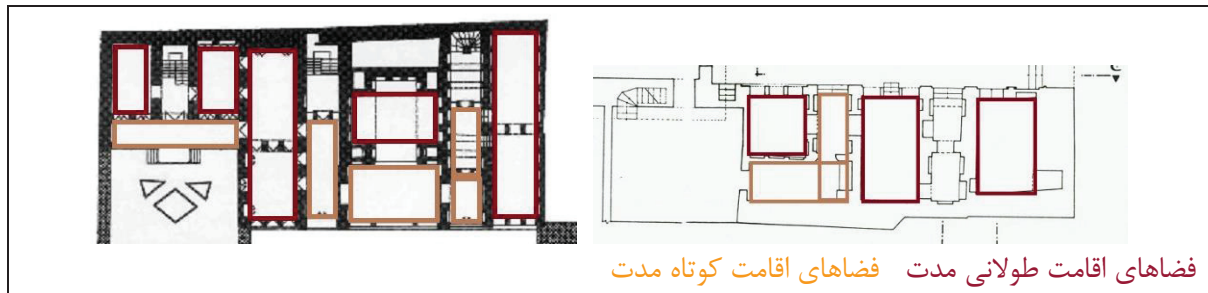 فضاهای اقامت طولانی مدت فضاهای اقامت کوتاه مدت